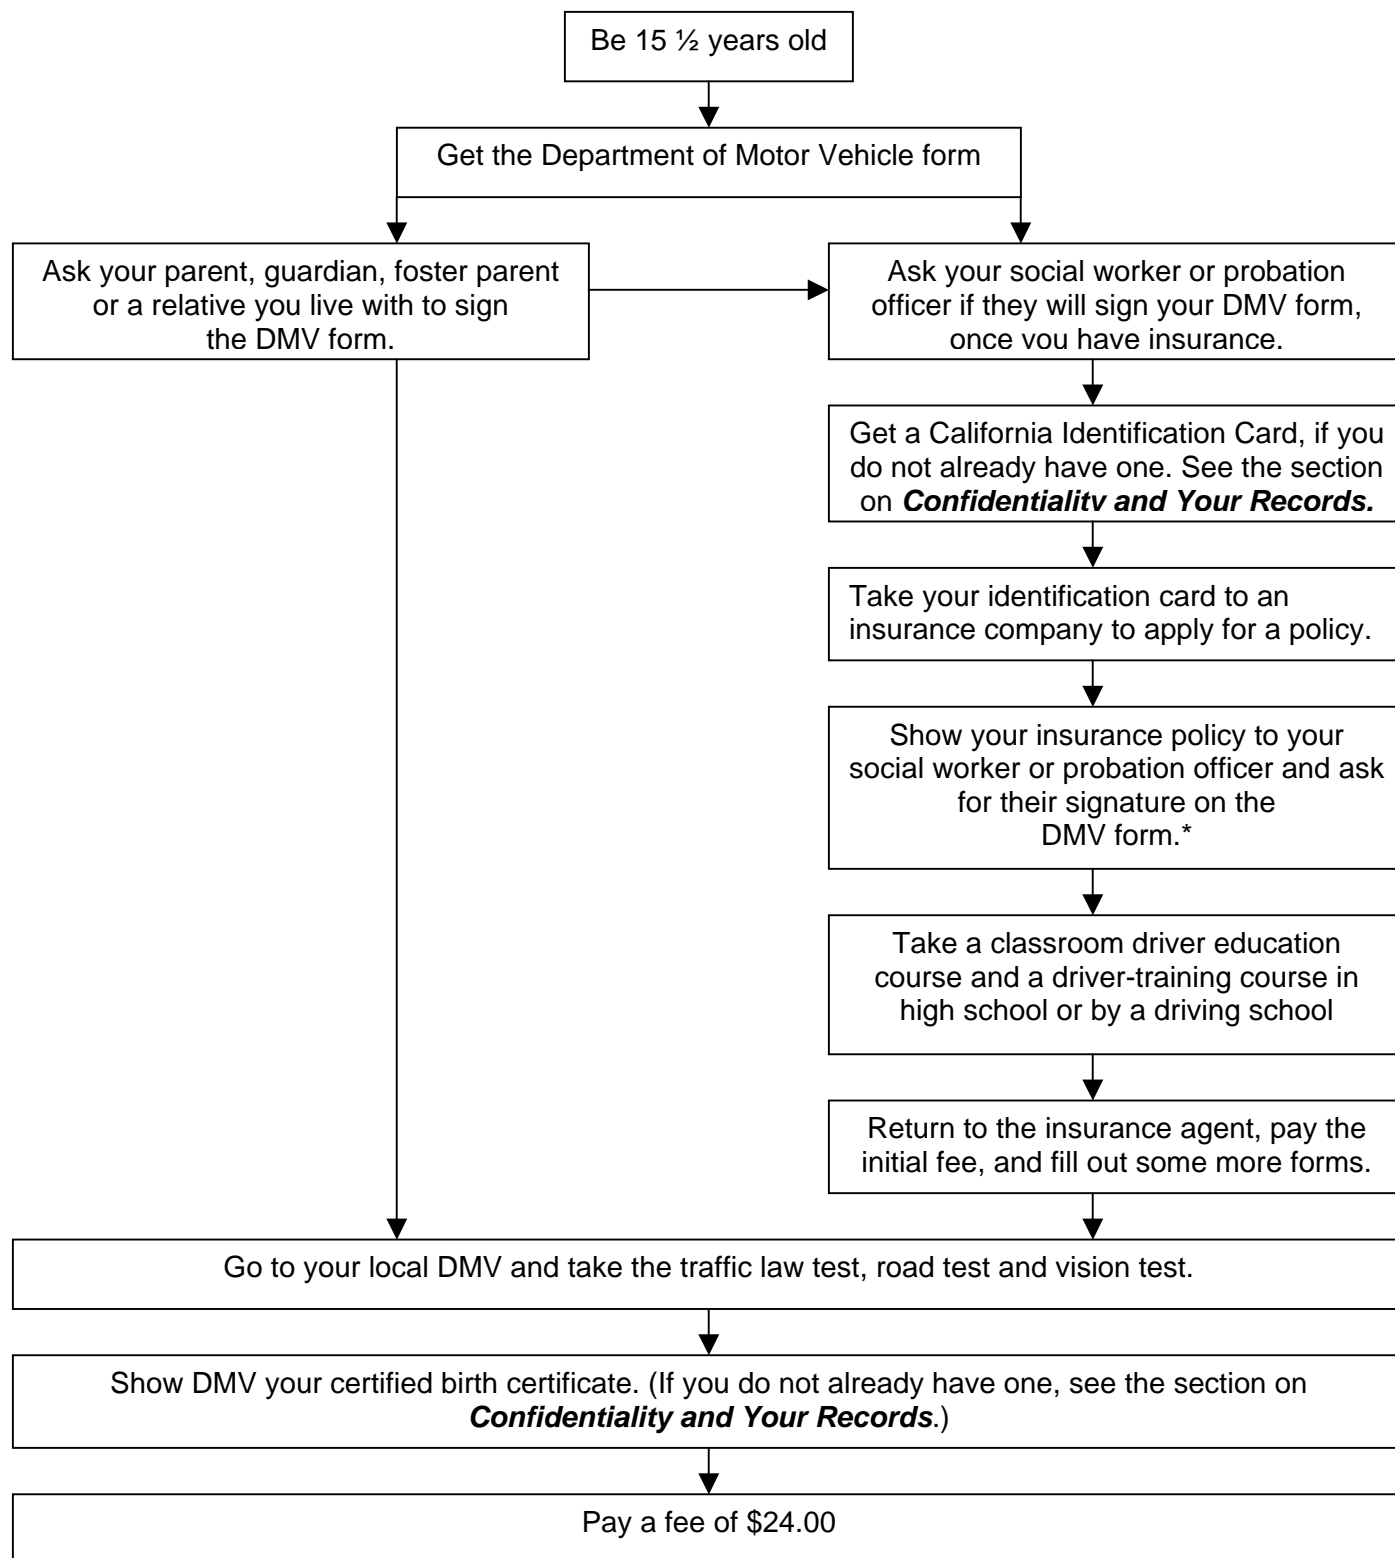 Be 15 ½ years old
Get the Department of Motor Vehicle form
Ask your parent, guardian, foster parent
or a relative you live with to sign
the DMV form.
Ask your social worker or probation
officer if they will sign your DMV form,
once you have insurance.
Get a California Identification Card, if you
do not already have one. See the section
on Confidentiality and Your Records.
Take your identification card to an
insurance company to apply for a policy.
Show your insurance policy to your
social worker or probation officer and ask
for their signature on the
DMV form.*
Take a classroom driver education
course and a driver-training course in
high school or by a driving school
Return to the insurance agent, pay the
initial fee, and fill out some more forms.
Go to your local DMV and take the traffic law test, road test and vision test.
Show DMV your certified birth certificate. (If you do not already have one, see the section on
Confidentiality and Your Records.)
Pay a fee of $24.00